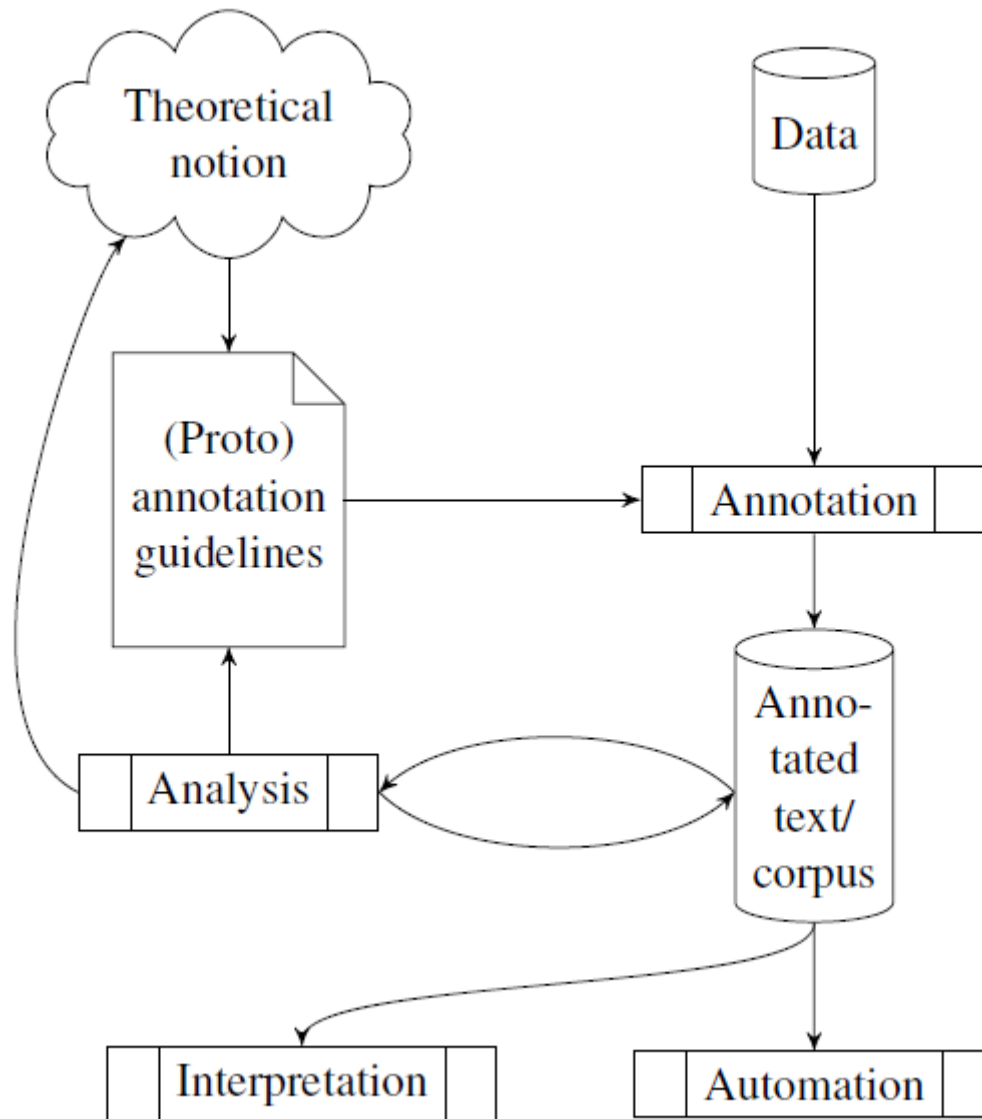 Theoretical
notion
Data
(Proto)
annotation
guidelines
Annotation
Anno-
tated
text/
corpus
Analysis
Interpretation
Automation